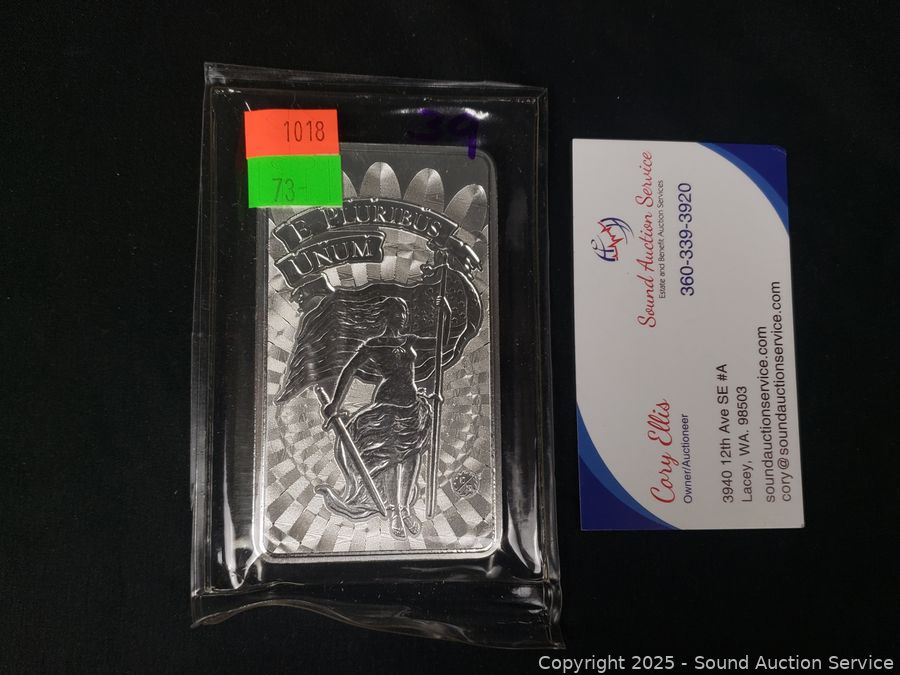 1018
39
73-
E PLURIBUS
UNUM
Sound Auction Service
Estate and Benefit Auction Services
360-339-3920
Cory Ellis
Owner/Auctioneer
3940 12th Ave SE #A
Lacey, WA. 98503
soundauctionservice.com
cory@soundauctionservice.com
Copyright 2025 - Sound Auction Service